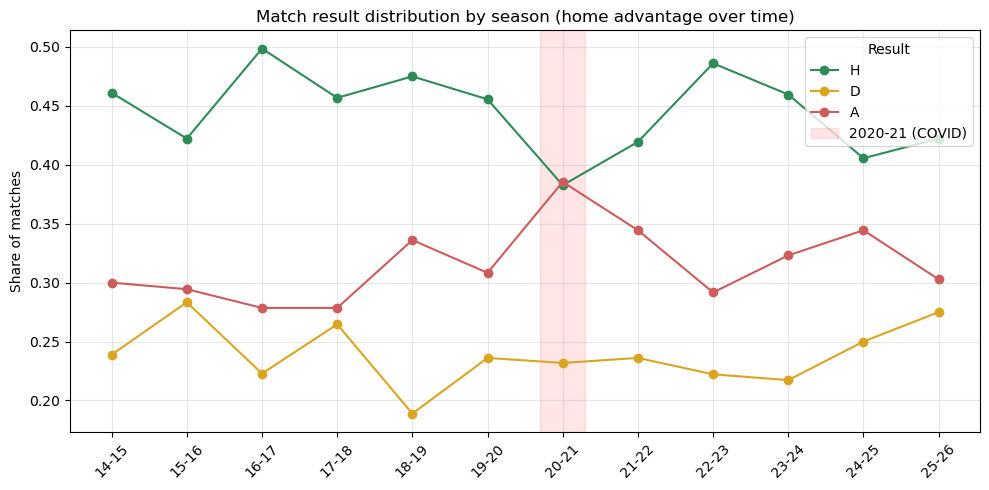 Match result distribution by season (home advantage over time)
Share of matches
0.50
0.45
0.40
0.35
0.30
0.25
0.20
Result
H
D
A
2020-21 (COVID)
14-15
15-16
16-17
17-18
18-19
19-20
20-21
21-22
22-23
23-24
24-25
25-26